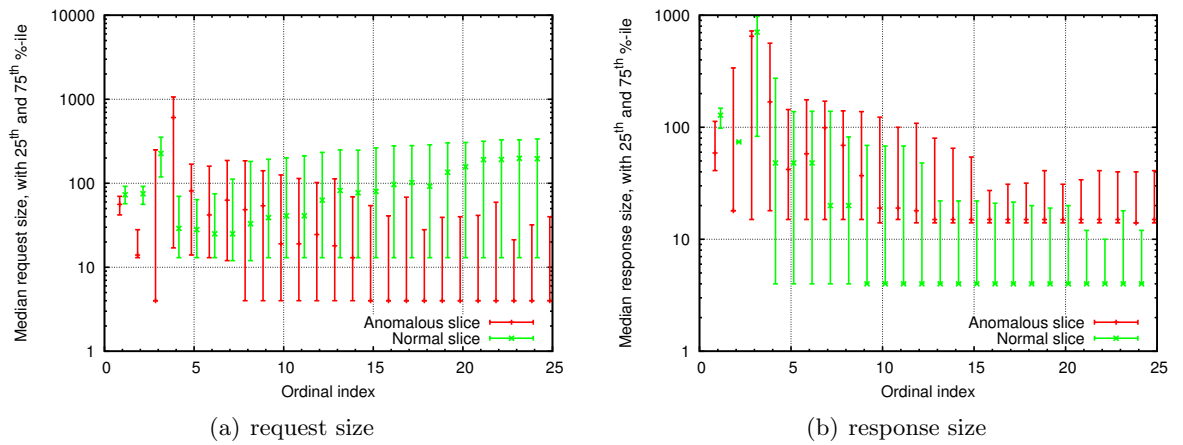 Median request size, with 25th and 75th %-ile
10000
1000
100
10
1
0
5
10
15
20
25
Anomalous slice
Normal slice
Ordinal index
(a) request size
Median response size, with 25th and 75th %-ile
1000
100
10
1
0
5
10
15
20
25
Anomalous slice
Normal slice
Ordinal index
(b) response size